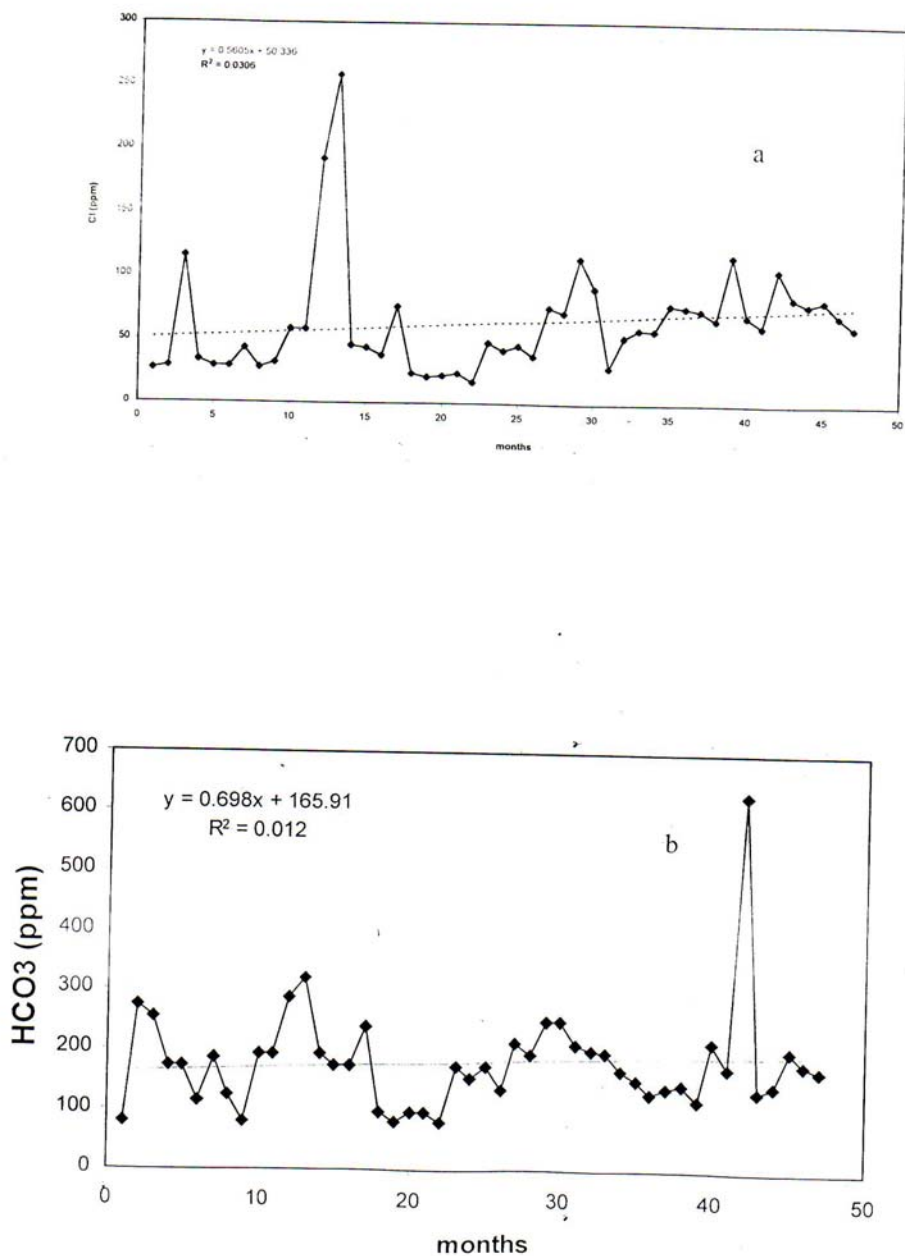 300
y = 0.5605x + 50.336
R² = 0.0306
250
200
a
150
Cl (ppm)
100
50
0
0 5 10 15 20 25 30 35 40 45 50
months
700
y = 0.698x + 165.91
R² = 0.012
600
b
500
400
HCO3 (ppm)
300
200
100
0
0 10 20 30 40 50
months